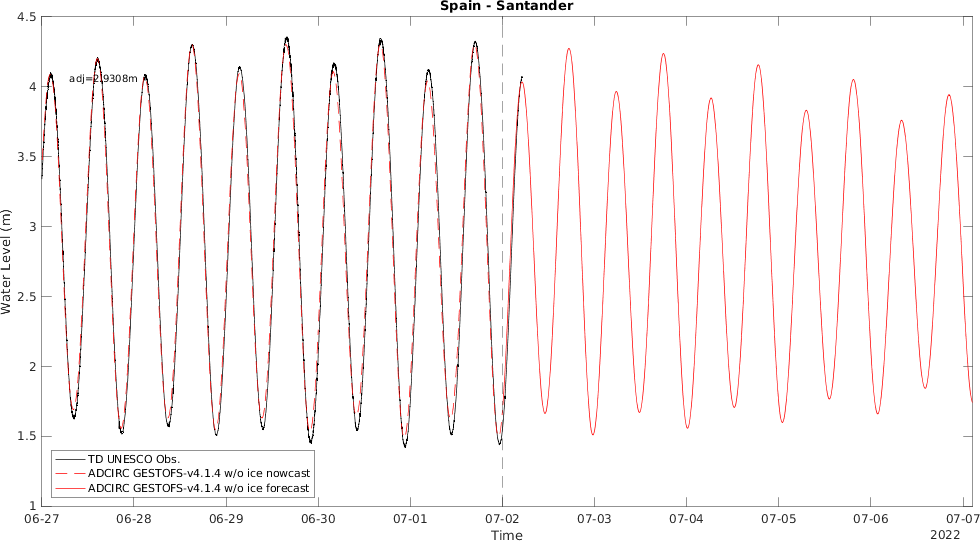 Spain - Santander
4.5
adj=2.9308m
4
3.5
3
2.5
2
1.5
1
Water Level (m)
TD UNESCO Obs.
ADCIRC GESTOFS-v4.1.4 w/o ice nowcast
ADCIRC GESTOFS-v4.1.4 w/o ice forecast
06-27 06-28 06-29 06-30 07-01 07-02 07-03 07-04 07-05 07-06 07-07
Time
2022